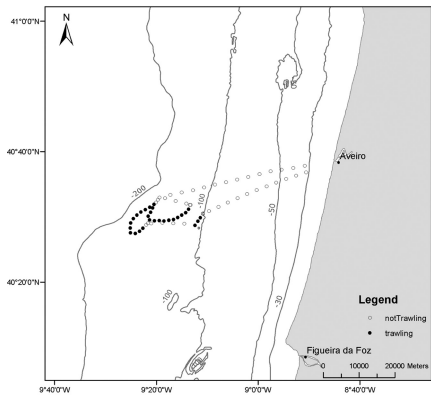 41°0'0"N
N
40°40'0"N
Aveiro
-200
-100
-50
40°20'0"N
-100
-30
Legend
notTrawling
trawling
Figueira da Foz
0 10000 20000 Meters
9°40'0"W 9°20'0"W 9°0'0"W 8°40'0"W